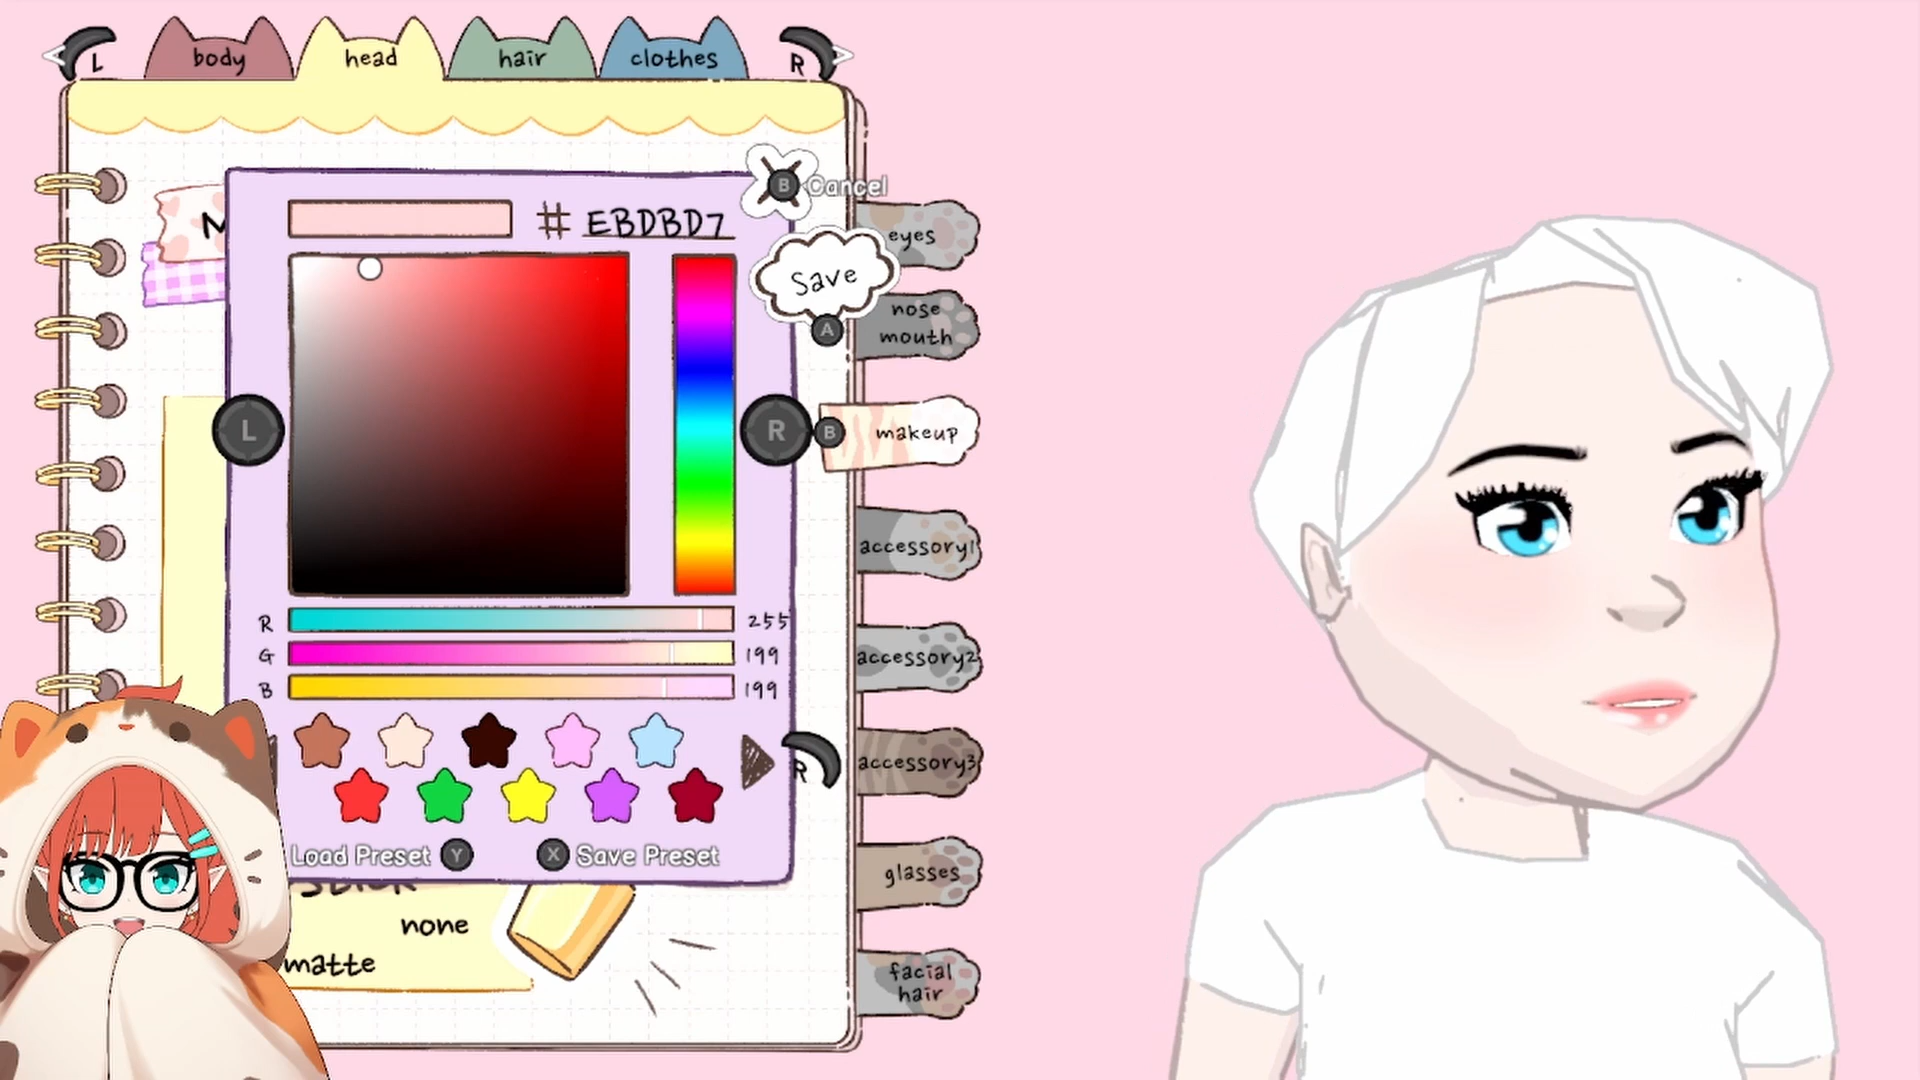 L
body
head
hair
clothes
R
M
B
Cancel
# EBDBD7
eyes
Save
A
nose
mouth
L
R
B
makeup
accessory1
R
255
G
199
accessory2
B
199
accessory3
R
Load Preset Y
X Save Preset
glasses
none
matte
facial
hair